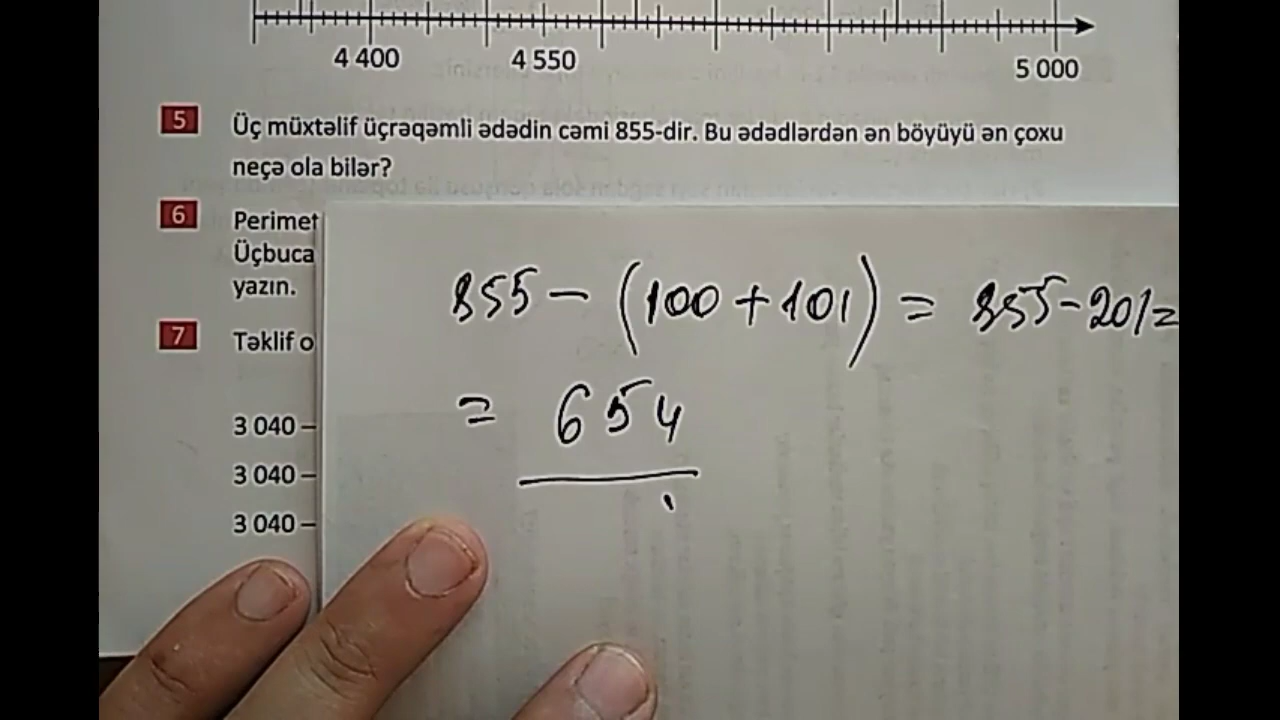 4 400 4 550 5 000
5 Üç müxtəlif üçrəqəmli ədədin cəmi 855-dir. Bu ədədlərdən ən böyüyü ən çoxu
neçə ola bilər?
6 Perimet
Üçbuca
yazın.
7 Təklif o
3 040 –
3 040 –
3 040 –
855 – (100 + 101) = 855 – 201 =
= 654